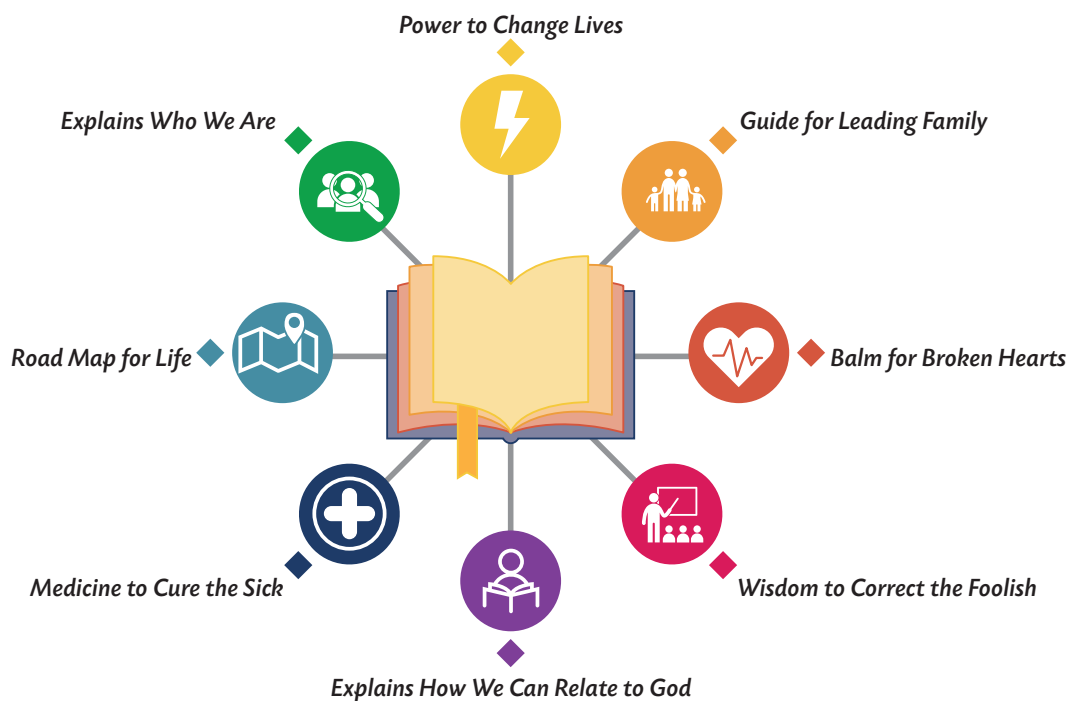 Power to Change Lives
Explains Who We Are
Guide for Leading Family
Road Map for Life
Balm for Broken Hearts
Medicine to Cure the Sick
Wisdom to Correct the Foolish
Explains How We Can Relate to God